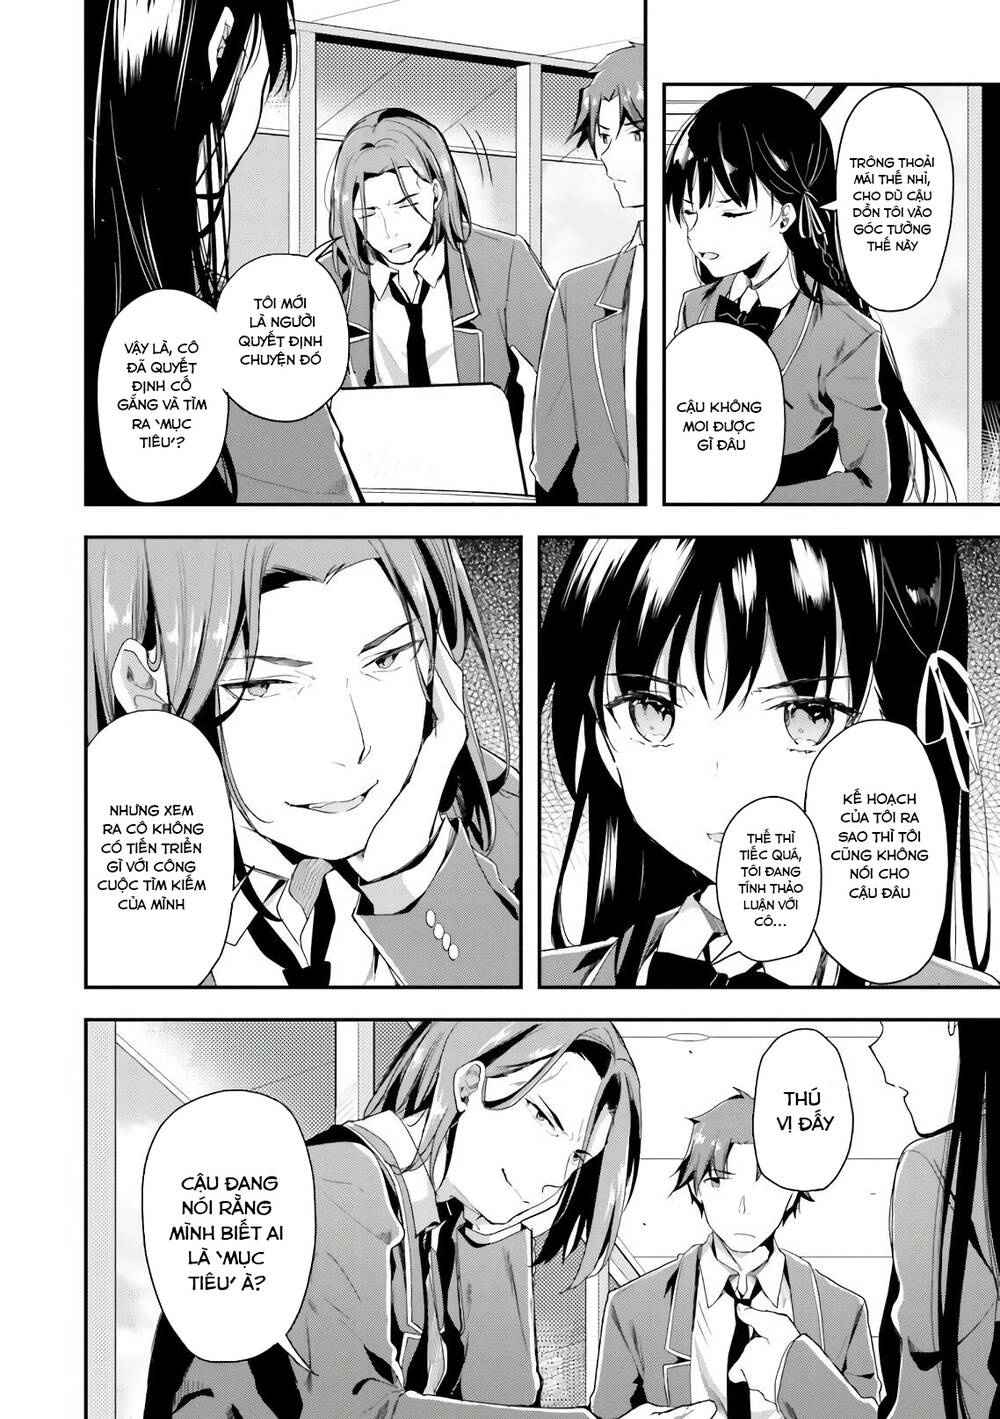 TRÔNG THOẢI
MÁI THẾ NHỈ,
CHO DÙ CẬU
DỒN TÔI VÀO
GÓC TƯỜNG
THẾ NÀY
CẬU KHÔNG
MOI ĐƯỢC
GÌ ĐÂU
TÔI MỚI
LÀ NGƯỜI
QUYẾT ĐỊNH
CHUYỆN ĐÓ
VẬY LÀ, CÔ
ĐÃ QUYẾT
ĐỊNH CỐ
GẮNG VÀ TÌM
RA 'MỤC
TIÊU'?
KẾ HOẠCH
CỦA TÔI RA
SAO THÌ TÔI
CŨNG KHÔNG
NÓI CHO
CẬU ĐÂU
THẾ THÌ
TIẾC QUÁ,
TÔI ĐANG
TÍNH THẢO
LUẬN VỚI
CÔ...
NHƯNG XEM
RA CÔ KHÔNG
CÓ TIẾN TRIỂN
GÌ VỚI CÔNG
CUỘC TÌM KIẾM
CỦA MÌNH
THÚ
VỊ ĐẤY
CẬU ĐANG
NÓI RẰNG
MÌNH BIẾT AI
LÀ 'MỤC
TIÊU' À?